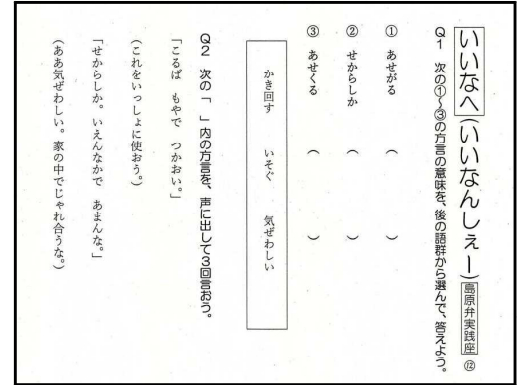 いいなへ(いいなんしぇー)島原弁実践座⑫
Q1 次の①~③の方言の意味を、後の語群から選んで、答えよう。
① あせがる ( )
② せからしか ( )
③ あせくる ( )
かき回す いそぐ 気ぜわしい
Q2 次の「 」内の方言を、声に出して3回言おう。
「こるば もやで つかおい。」
(これをいっしょに使おう。)
「せからしか。いえんなかで あまんな。」
(ああ気ぜわしい。家の中でじゃれ合うな。)